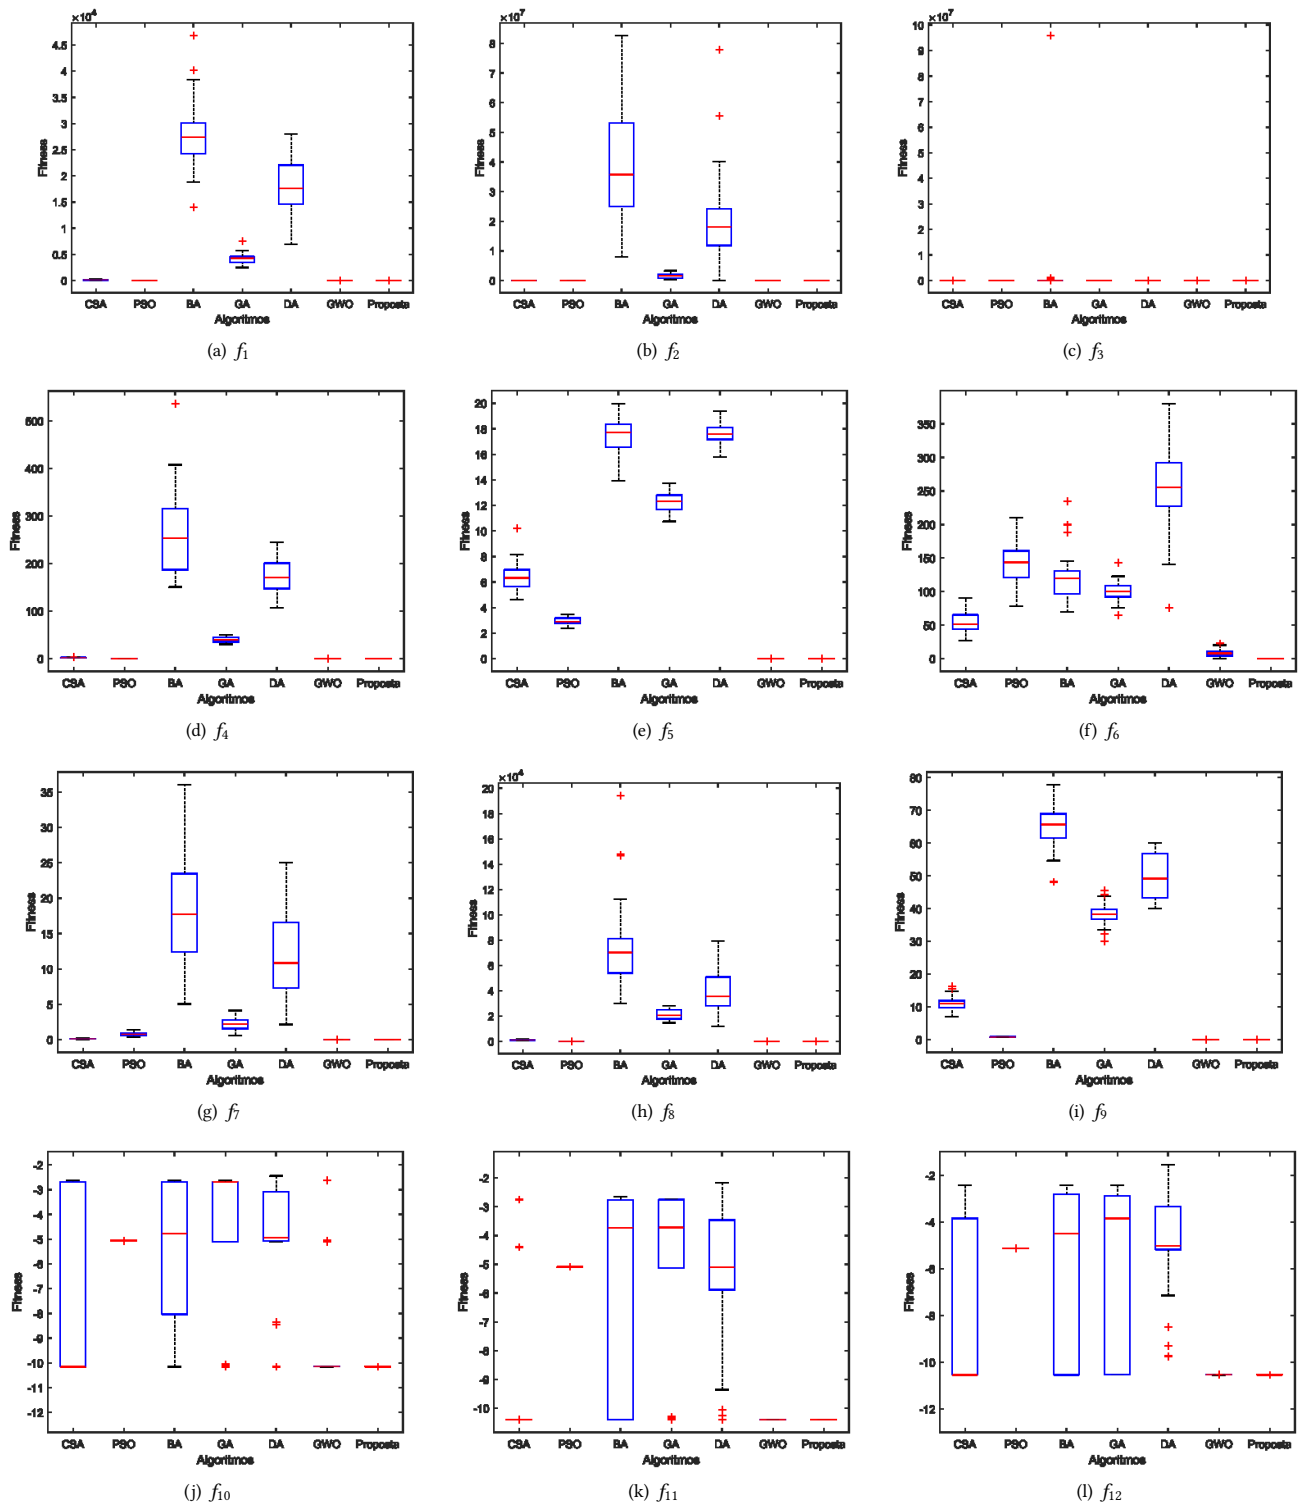 ×10⁴
4.5
4
3.5
3
2.5
2
1.5
1
0.5
0
Fitness
CSA PSO BA GA DA GWO Proposta
Algoritmos
(a) f₁
×10⁷
8
7
6
5
4
3
2
1
0
Fitness
CSA PSO BA GA DA GWO Proposta
Algoritmos
(b) f₂
×10⁷
10
9
8
7
6
5
4
3
2
1
0
Fitness
CSA PSO BA GA DA GWO Proposta
Algoritmos
(c) f₃
500
400
300
200
100
0
Fitness
CSA PSO BA GA DA GWO Proposta
Algoritmos
(d) f₄
20
18
16
14
12
10
8
6
4
2
0
Fitness
CSA PSO BA GA DA GWO Proposta
Algoritmos
(e) f₅
350
300
250
200
150
100
50
0
Fitness
CSA PSO BA GA DA GWO Proposta
Algoritmos
(f) f₆
35
30
25
20
15
10
5
0
Fitness
CSA PSO BA GA DA GWO Proposta
Algoritmos
(g) f₇
×10⁴
20
18
16
14
12
10
8
6
4
2
0
Fitness
CSA PSO BA GA DA GWO Proposta
Algoritmos
(h) f₈
80
70
60
50
40
30
20
10
0
Fitness
CSA PSO BA GA DA GWO Proposta
Algoritmos
(i) f₉
-2
-3
-4
-5
-6
-7
-8
-9
-10
-11
-12
Fitness
CSA PSO BA GA DA GWO Proposta
Algoritmos
(j) f₁₀
-2
-3
-4
-5
-6
-7
-8
-9
-10
Fitness
CSA PSO BA GA DA GWO Proposta
Algoritmos
(k) f₁₁
-2
-4
-6
-8
-10
-12
Fitness
CSA PSO BA GA DA GWO Proposta
Algoritmos
(l) f₁₂